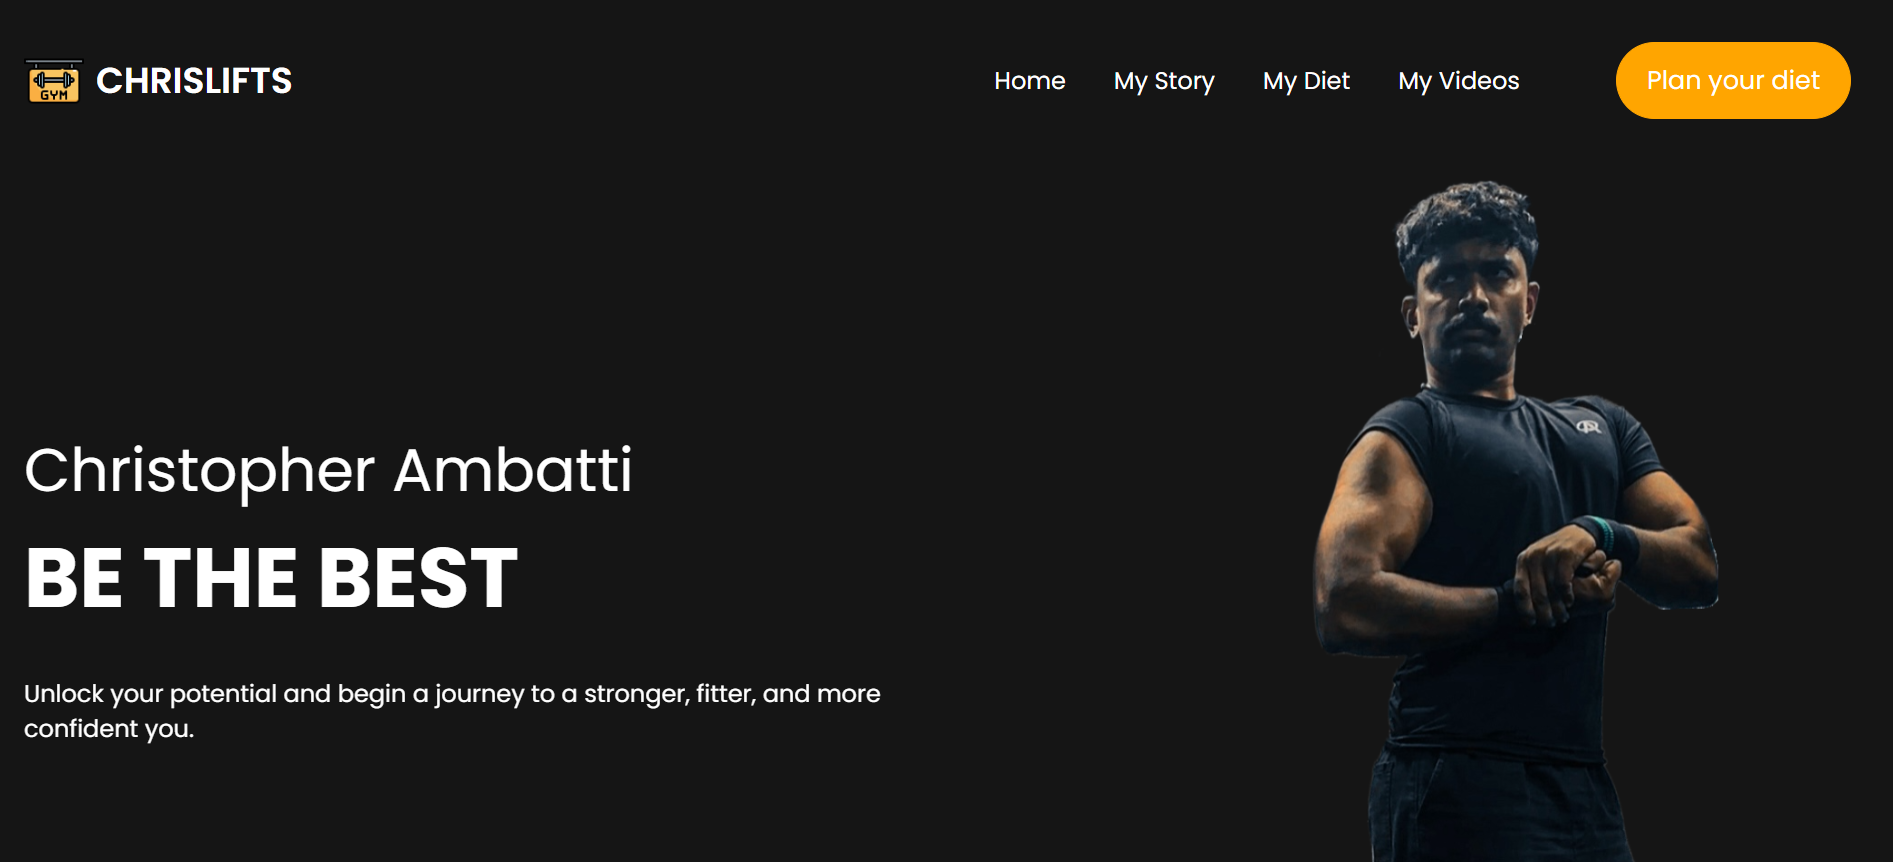 GYM
CHRISLIFTS
Home
My Story
My Diet
My Videos
Plan your diet
Christopher Ambatti
BE THE BEST
Unlock your potential and begin a journey to a stronger, fitter, and more
confident you.